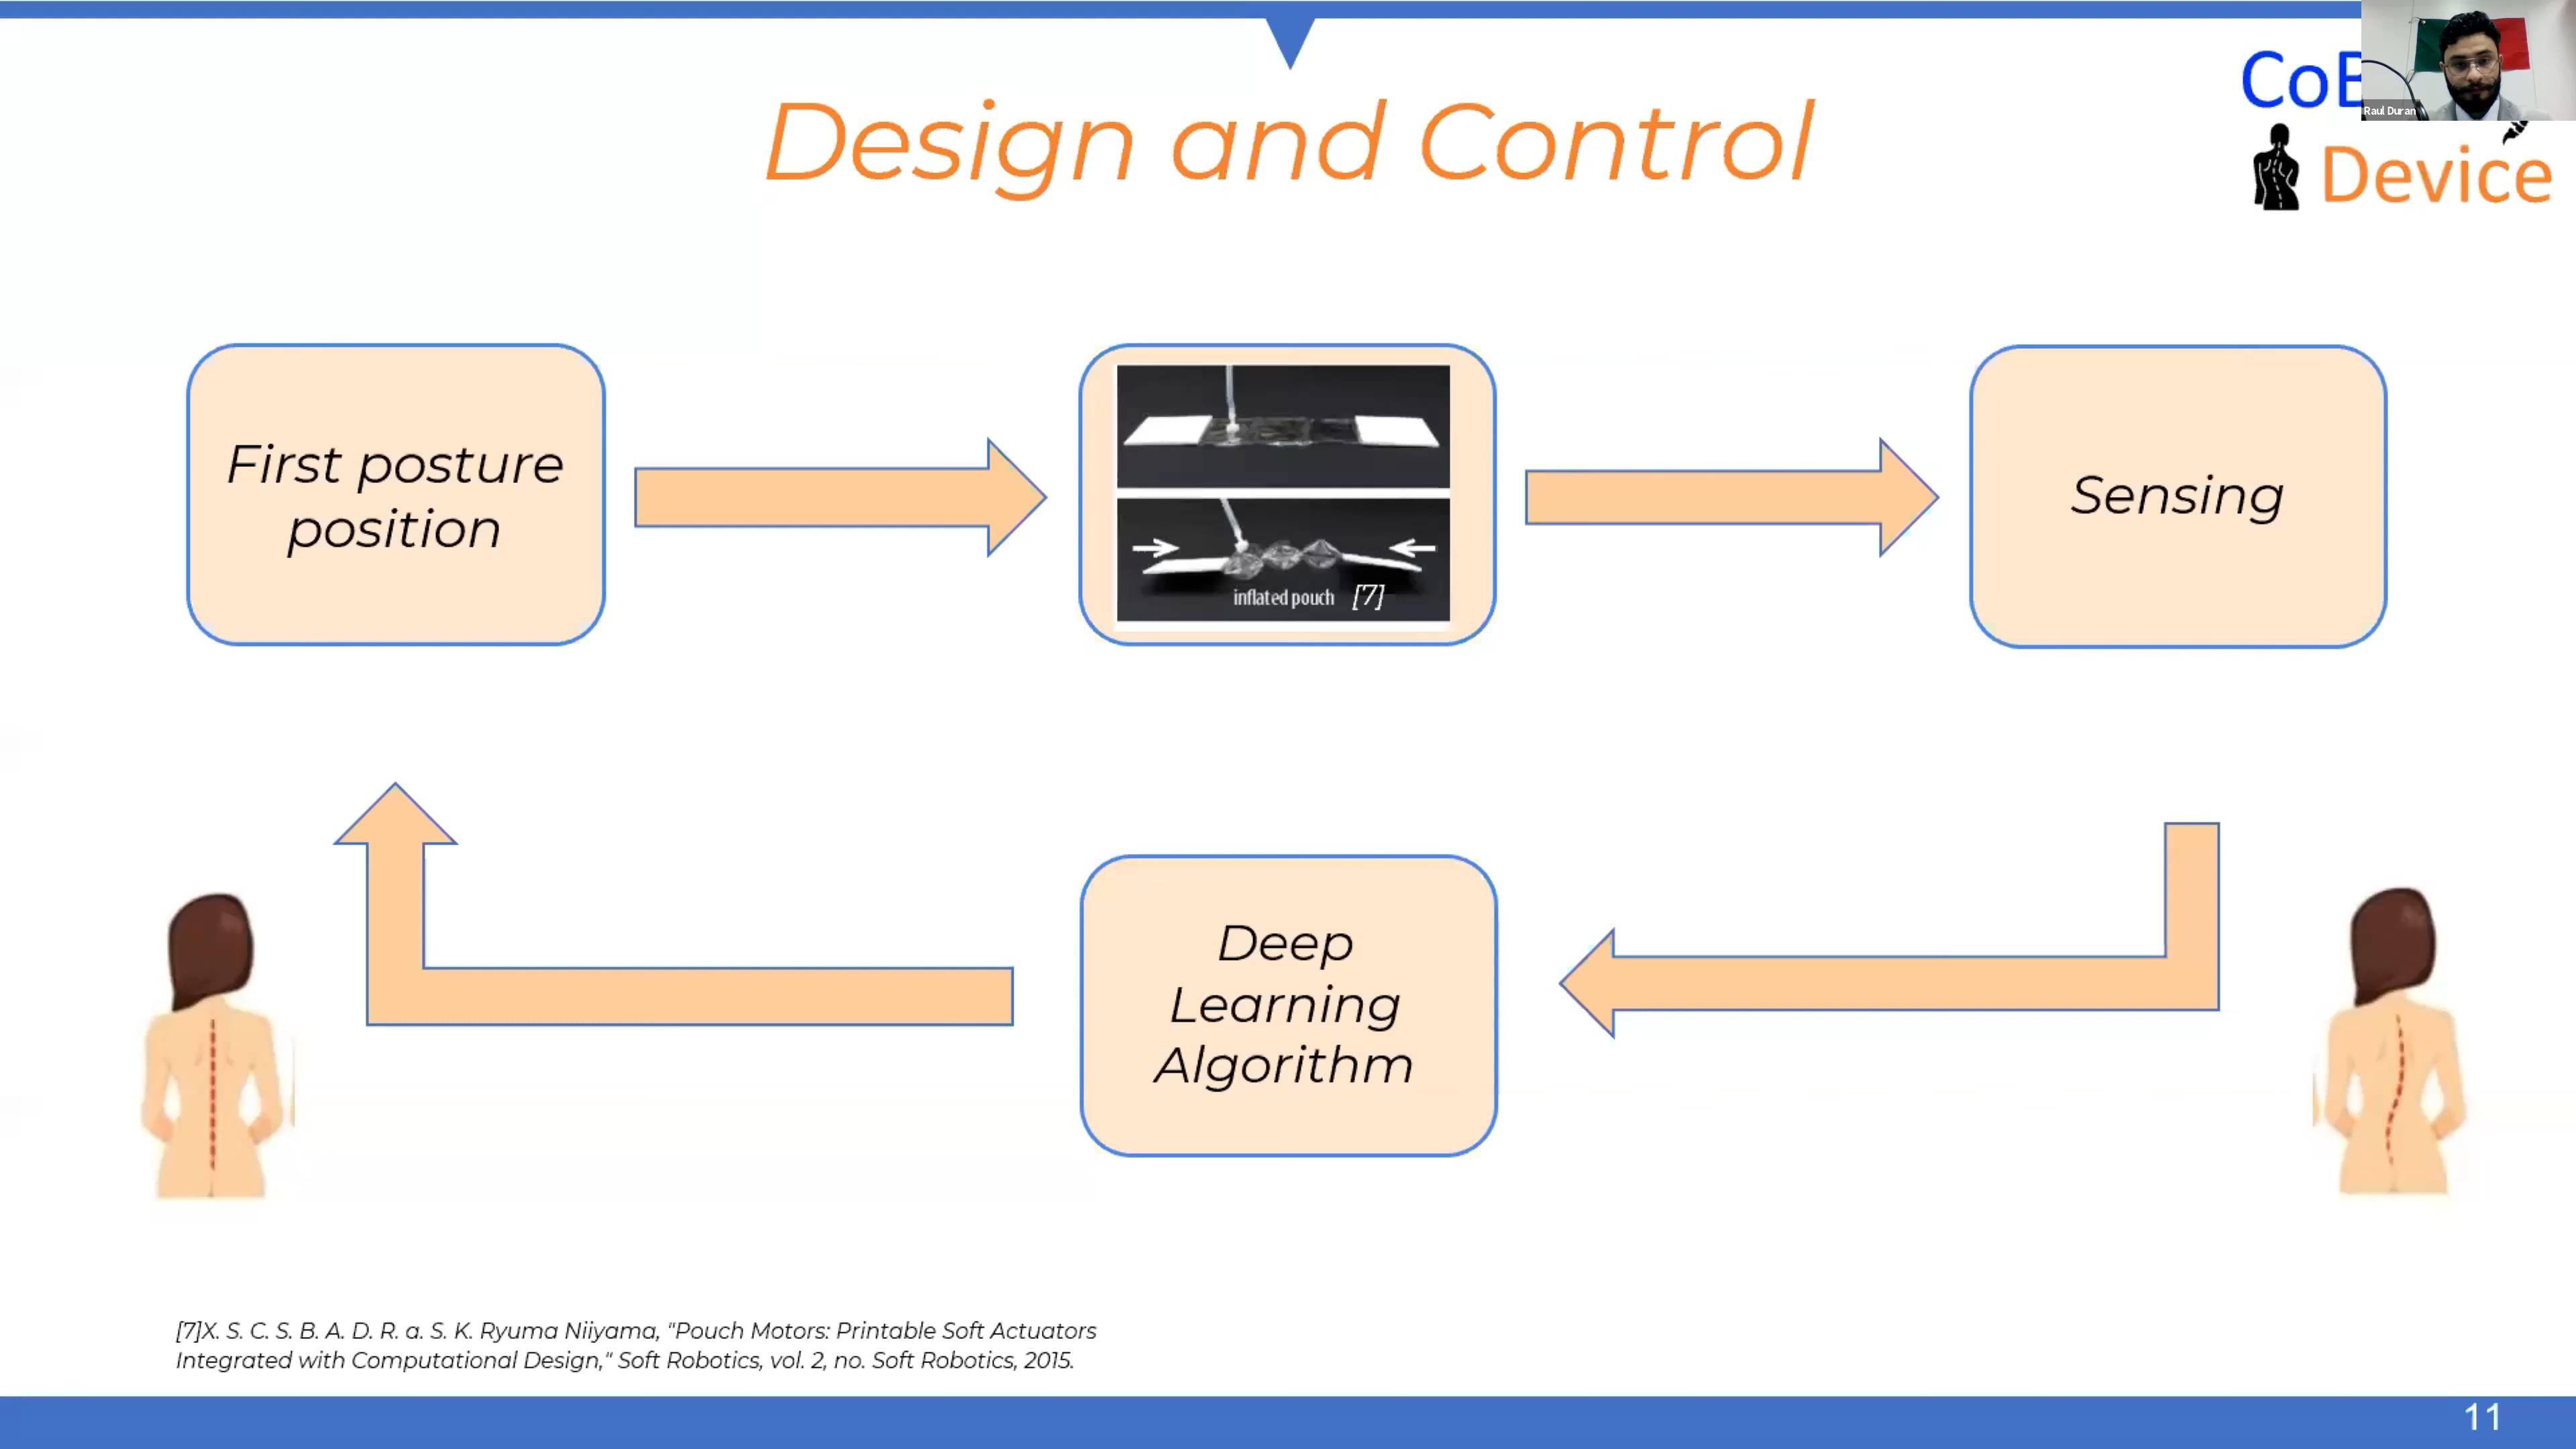 Design and Control
Raul Duran
Device
First posture
position
inflated pouch [7]
Sensing
Deep
Learning
Algorithm
[7]X. S. C. S. B. A. D. R. a. S. K. Ryuma Niiyama, "Pouch Motors: Printable Soft Actuators
Integrated with Computational Design," Soft Robotics, vol. 2, no. Soft Robotics, 2015.
11